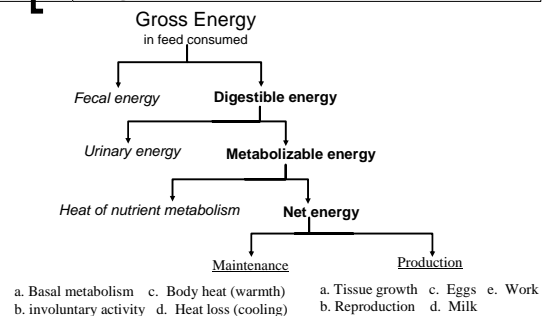 Gross Energy
in feed consumed
Fecal energy Digestible energy
Urinary energy Metabolizable energy
Heat of nutrient metabolism Net energy
Maintenance Production
a. Basal metabolism c. Body heat (warmth) a. Tissue growth c. Eggs e. Work
b. involuntary activity d. Heat loss (cooling) b. Reproduction d. Milk